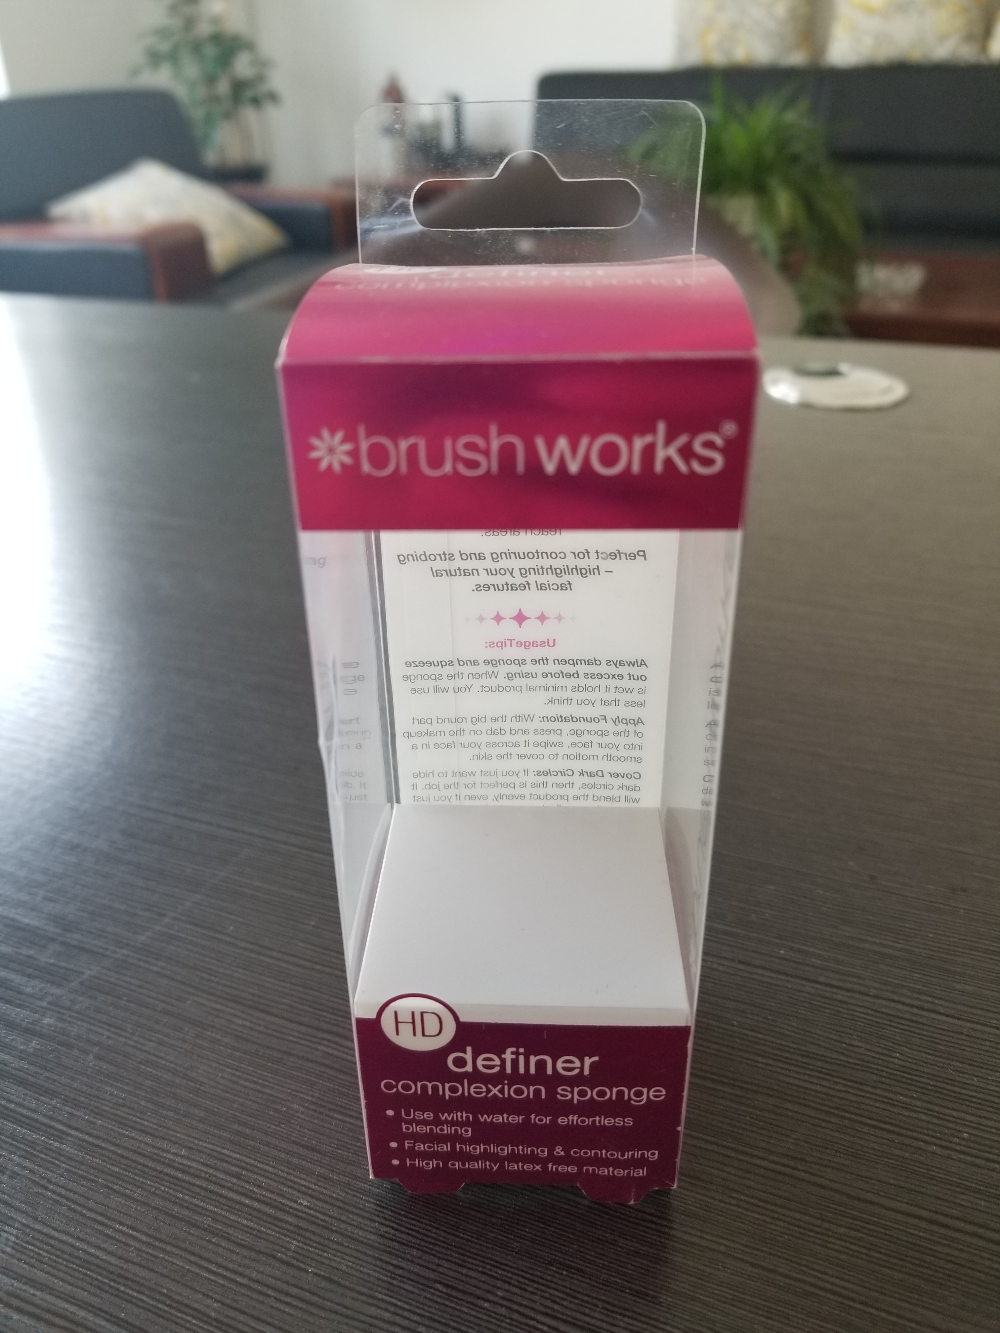 definer
complexion sponge
*brushworks®
reach areas.
Perfect for contouring and strobing
– highlighting your natural
facial features.
UsageTips:
Always dampen the sponge and squeeze
out excess before using. When the sponge
is wet it holds minimal product. You will use
less that you think.
Apply Foundation: With the big round part
of the sponge, press and dab on the makeup
into your face, swipe it across your face in a
smooth motion to cover the skin.
Cover Dark Circles: If you just want to hide
dark circles, then this is perfect for the job. It
will blend the product evenly, even if you just
HD
definer
complexion sponge
• Use with water for effortless
blending
• Facial highlighting & contouring
• High quality latex free material